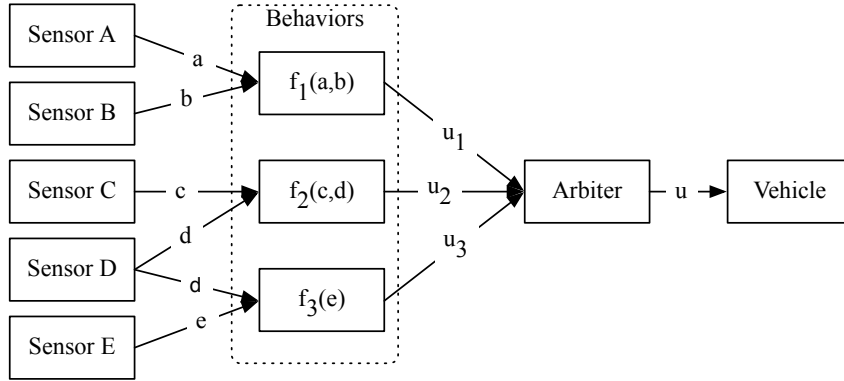 Behaviors
Sensor A
a
f1(a,b)
Sensor B
b
u1
Sensor C
c
f2(c,d)
u2
Arbiter
u
Vehicle
d
u3
Sensor D
d
f3(e)
Sensor E
e